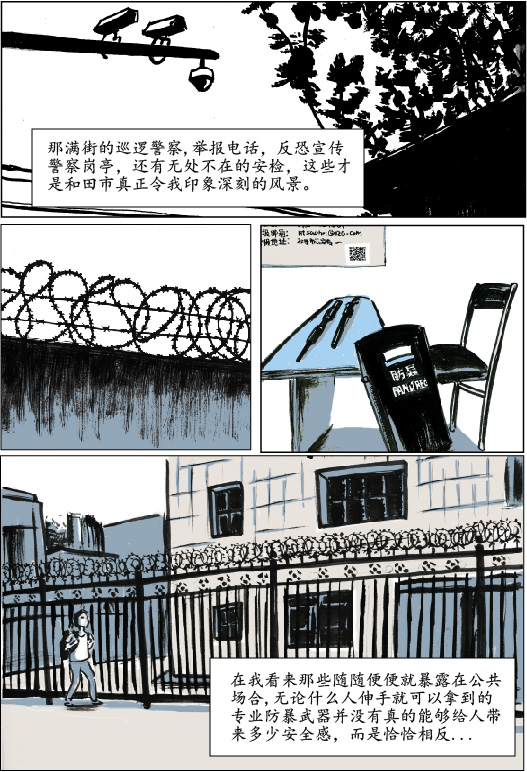 那满街的巡逻警察,举报电话，反恐宣传
警察岗亭，还有无处不在的安检，这些才
是和田市真正令我印象深刻的风景。
防暴
在我看来那些随随便便就暴露在公共
场合,无论什么人伸手就可以拿到的
专业防暴武器并没有真的能够给人带
来多少安全感，而是恰恰相反...